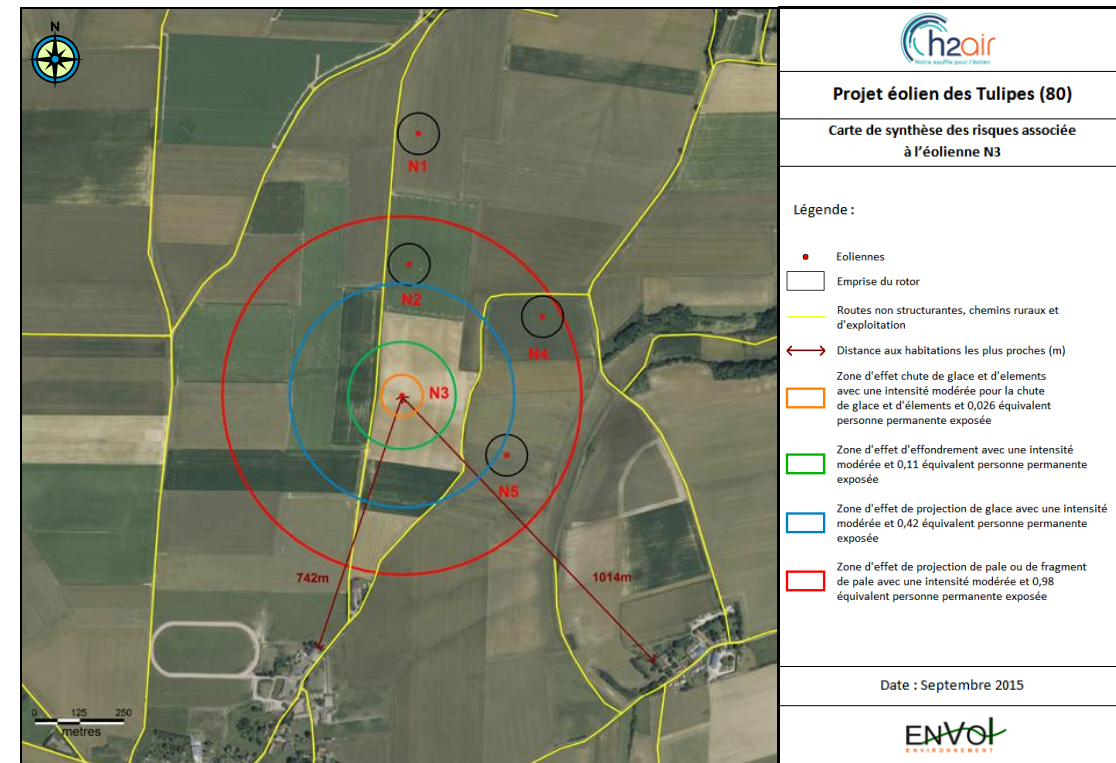 N
N1
N2
N4
N3
N5
742m
1014m
0 125 250
metres
h2air
Notre souffle pour l'éolien
Projet éolien des Tulipes (80)
Carte de synthèse des risques associée
à l'éolienne N3
Légende :
Eoliennes
Emprise du rotor
Routes non structurantes, chemins ruraux et
d'exploitation
Distance aux habitations les plus proches (m)
Zone d'effet chute de glace et d'elements
avec une intensité modérée pour la chute
de glace et d'élements et 0,026 équivalent
personne permanente exposée
Zone d'effet d'effondrement avec une intensité
modérée et 0,11 équivalent personne permanente
exposée
Zone d'effet de projection de glace avec une intensité
modérée et 0,42 équivalent personne permanente
exposée
Zone d'effet de projection de pale ou de fragment
de pale avec une intensité modérée et 0,98
équivalent personne permanente exposée
Date : Septembre 2015
ENVOL
ENVIRONNEMENT